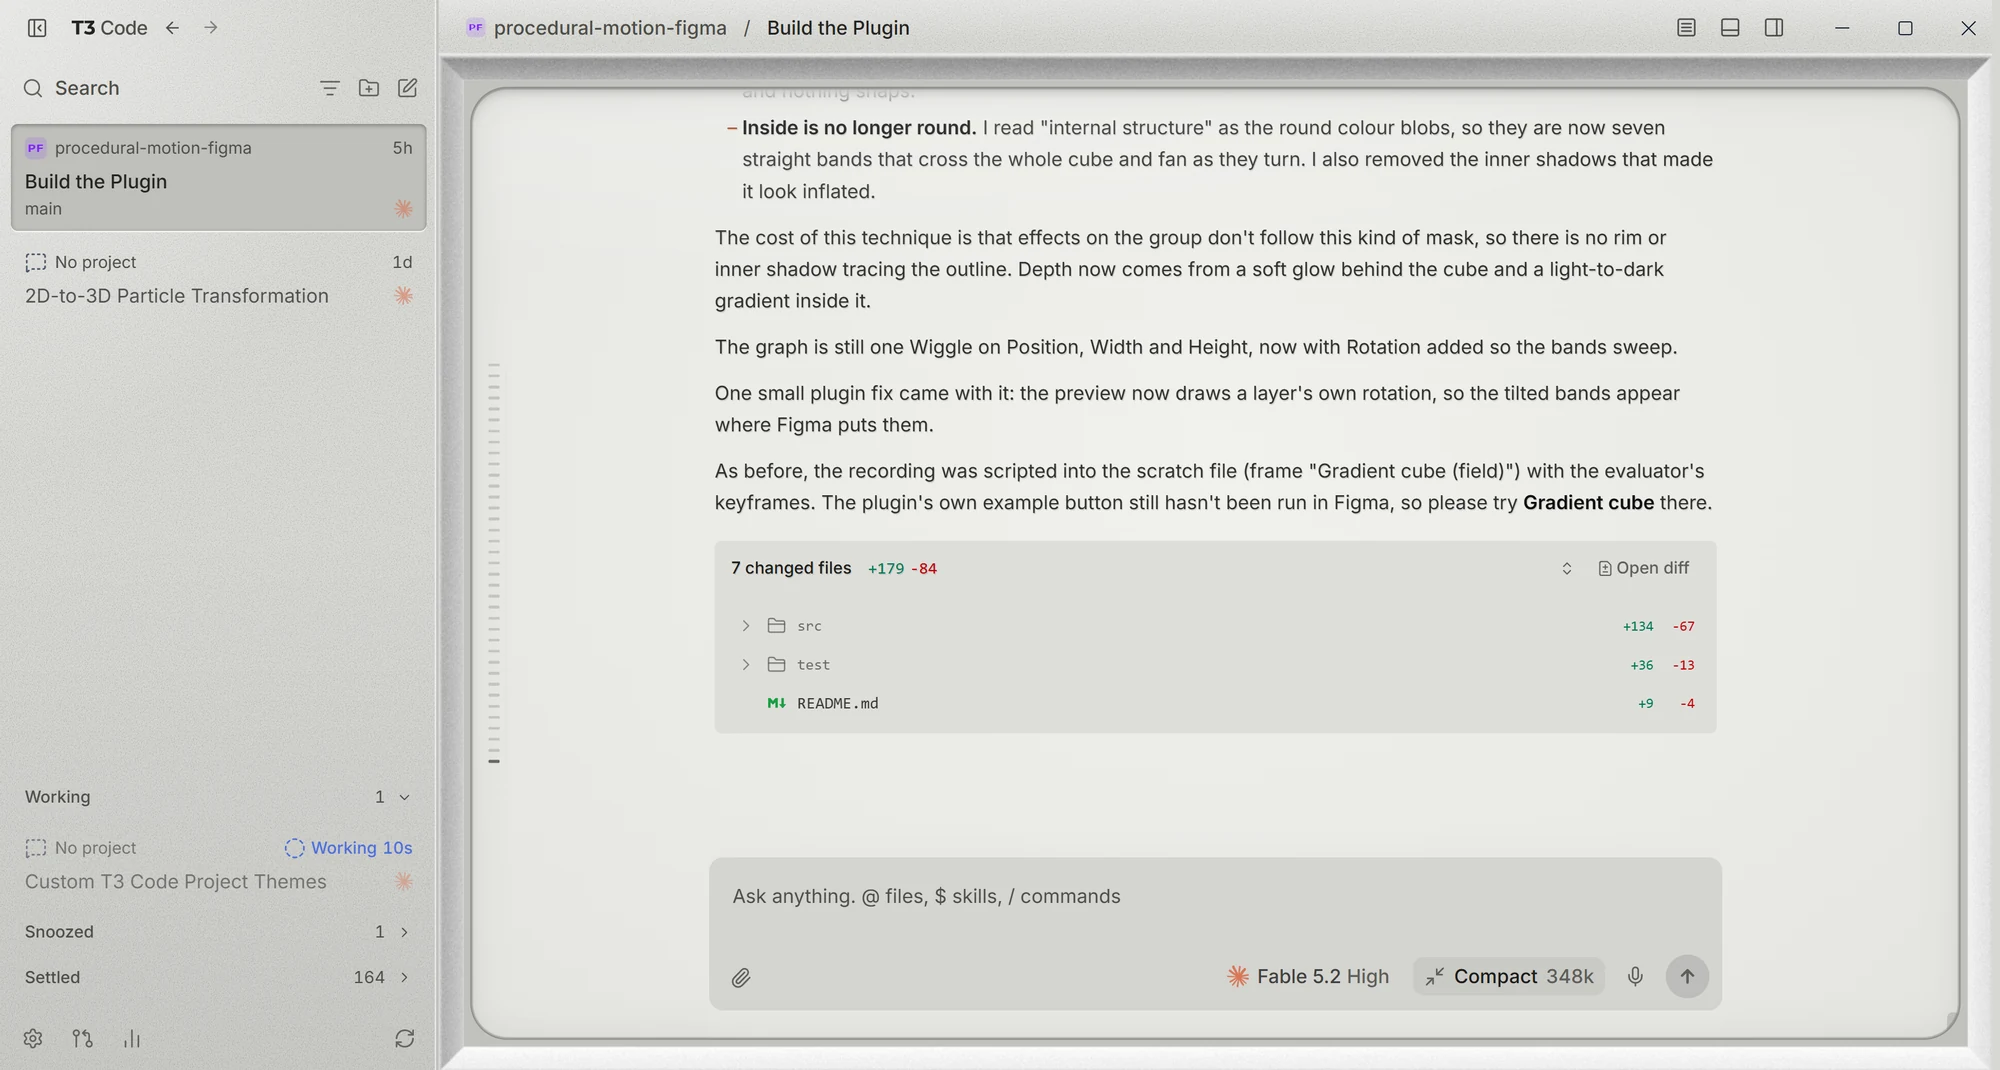 T3 Code
Search
PF procedural-motion-figma 5h
Build the Plugin
main
No project 1d
2D-to-3D Particle Transformation
Working 1
No project Working 10s
Custom T3 Code Project Themes
Snoozed 1
Settled 164
PF procedural-motion-figma / Build the Plugin
and nothing snaps.
– Inside is no longer round. I read "internal structure" as the round colour blobs, so they are now seven
straight bands that cross the whole cube and fan as they turn. I also removed the inner shadows that made
it look inflated.
The cost of this technique is that effects on the group don't follow this kind of mask, so there is no rim or
inner shadow tracing the outline. Depth now comes from a soft glow behind the cube and a light-to-dark
gradient inside it.
The graph is still one Wiggle on Position, Width and Height, now with Rotation added so the bands sweep.
One small plugin fix came with it: the preview now draws a layer's own rotation, so the tilted bands appear
where Figma puts them.
As before, the recording was scripted into the scratch file (frame "Gradient cube (field)") with the evaluator's
keyframes. The plugin's own example button still hasn't been run in Figma, so please try Gradient cube there.
7 changed files +179 -84 Open diff
src +134 -67
test +36 -13
M↓ README.md +9 -4
Ask anything. @ files, $ skills, / commands
Fable 5.2 High Compact 348k